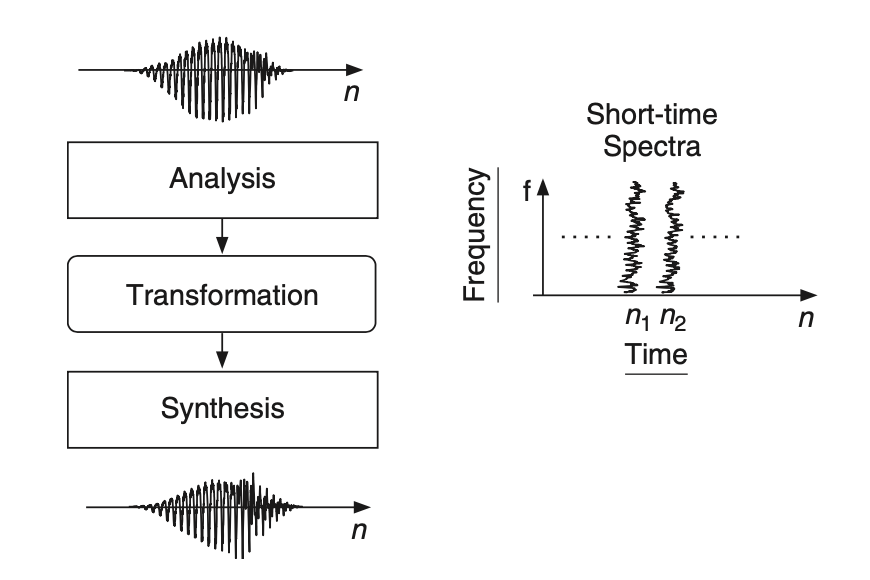 n
Analysis
Transformation
Synthesis
n
Short-time
Spectra
Frequency
f
n1 n2
n
Time